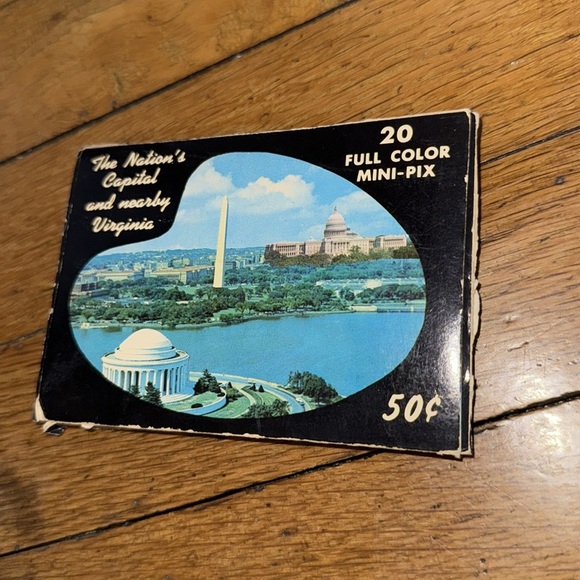 The Nation's
Capital
and nearby
Virginia
20
FULL COLOR
MINI-PIX
50¢